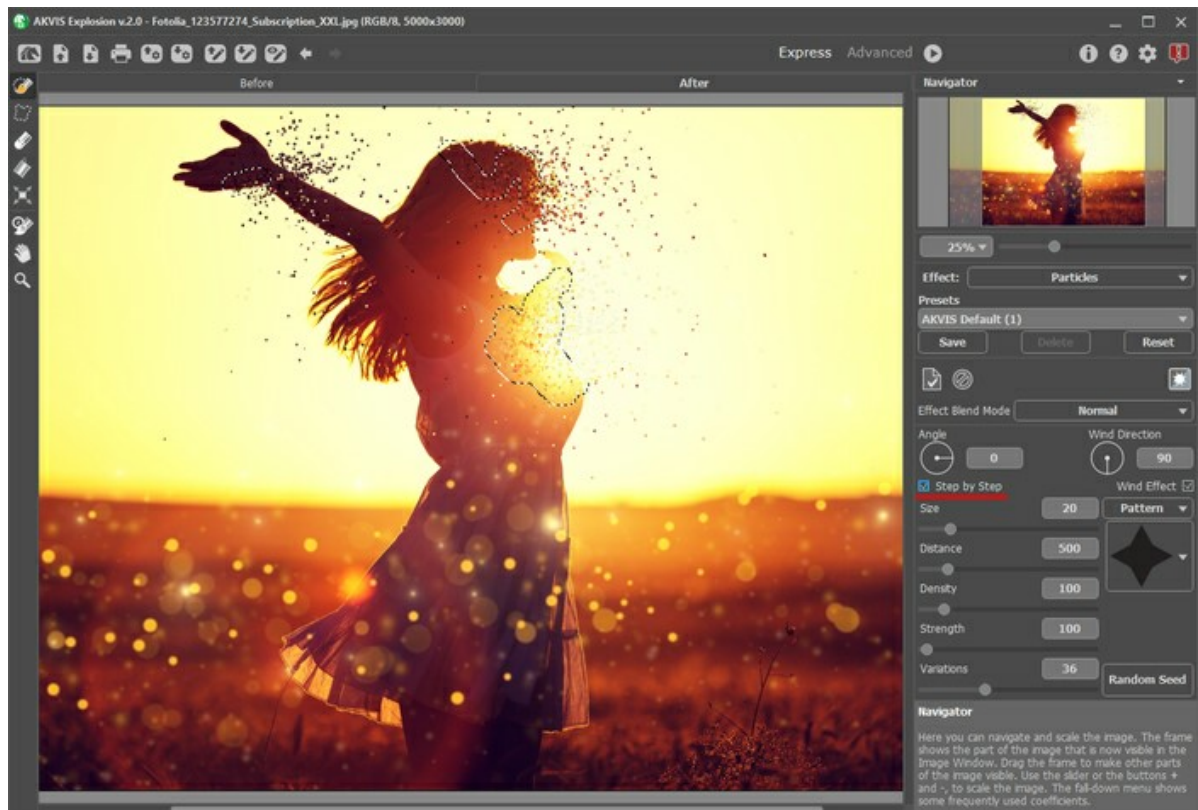 AKVIS Explosion v.2.0 - Fotolia_123577274_Subscription_XXL.jpg (RGB/8, 5000x3000)
Express Advanced
Before After
Navigator
25%
Effect: Particles
Presets
AKVIS Default (1)
Save Delete Reset
Effect Blend Mode Normal
Angle Wind Direction
0 90
Step by Step Wind Effect
Size 20 Pattern
Distance 500
Density 100
Strength 100
Variations 36 Random Seed
Navigator
Here you can navigate and scale the image. The frame
shows the part of the image that is now visible in the
Image Window. Drag the frame to make other parts
of the image visible. Use the slider or the buttons +
and -, to scale the image. The fall-down menu shows
some frequently used coefficients.